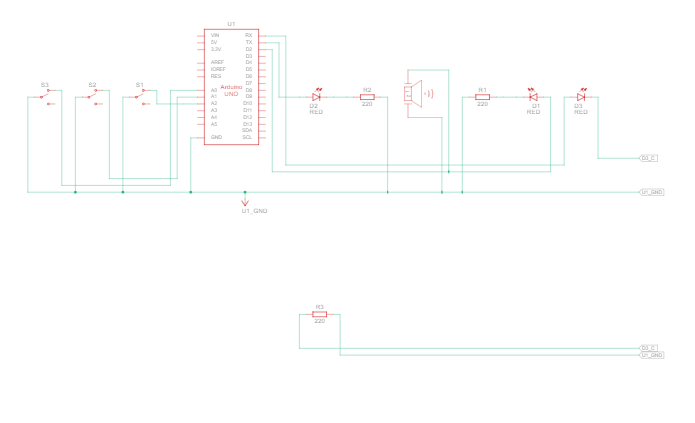 U1
VIN
5V
3.3V
AREF
IOREF
RES
A0
A1
A2
A3
A4
A5
GND
RX
TX
D2
D3
D4
D5
D6
D7
D8
D9
D10
D11
D12
D13
SDA
SCL
Arduino
UNO
S3
S2
S1
D2
RED
R2
220
R1
220
D1
RED
D3
RED
D3_C
U1_GND
U1_GND
R3
220
D3_C
U1_GND